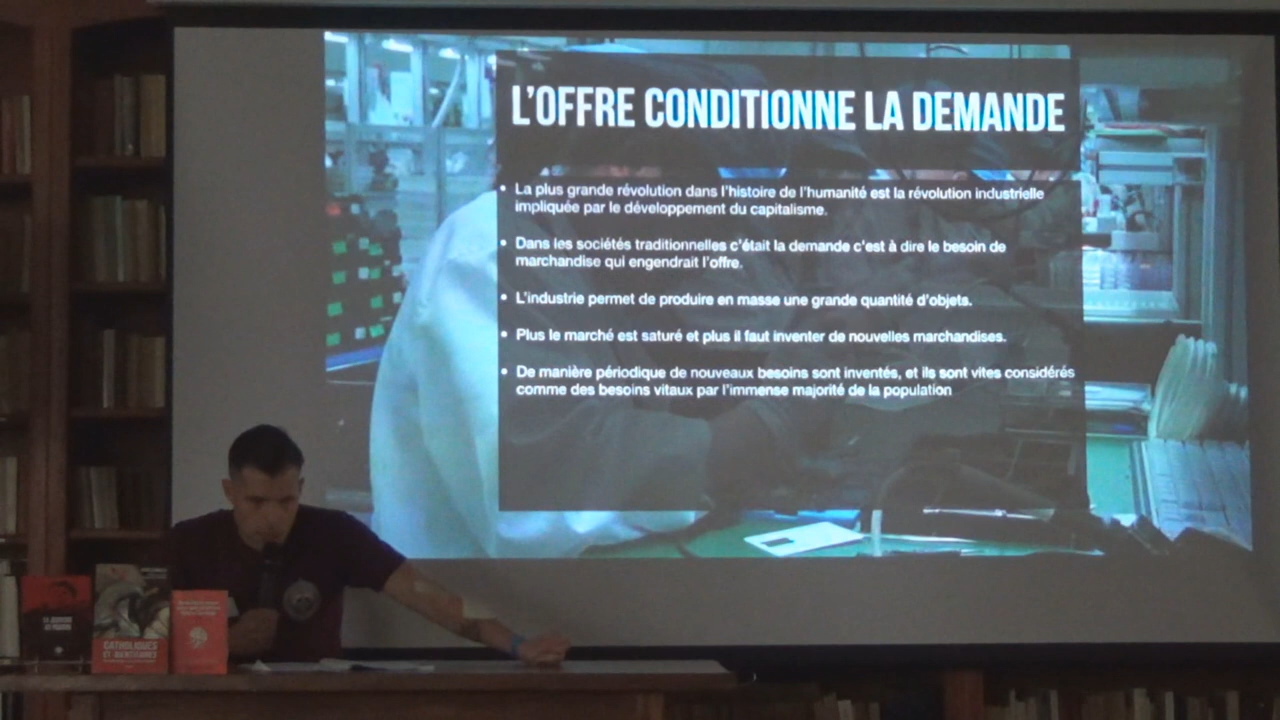 L'OFFRE CONDITIONNE LA DEMANDE
• La plus grande révolution dans l'histoire de l'humanité est la révolution industrielle
impliquée par le développement du capitalisme.
• Dans les sociétés traditionnelles c'était la demande c'est à dire le besoin de
marchandise qui engendrait l'offre.
• L'industrie permet de produire en masse une grande quantité d'objets.
• Plus le marché est saturé et plus il faut inventer de nouvelles marchandises.
• De manière périodique de nouveaux besoins sont inventés, et ils sont vites considérés
comme des besoins vitaux par l'immense majorité de la population
CATHOLIQUES